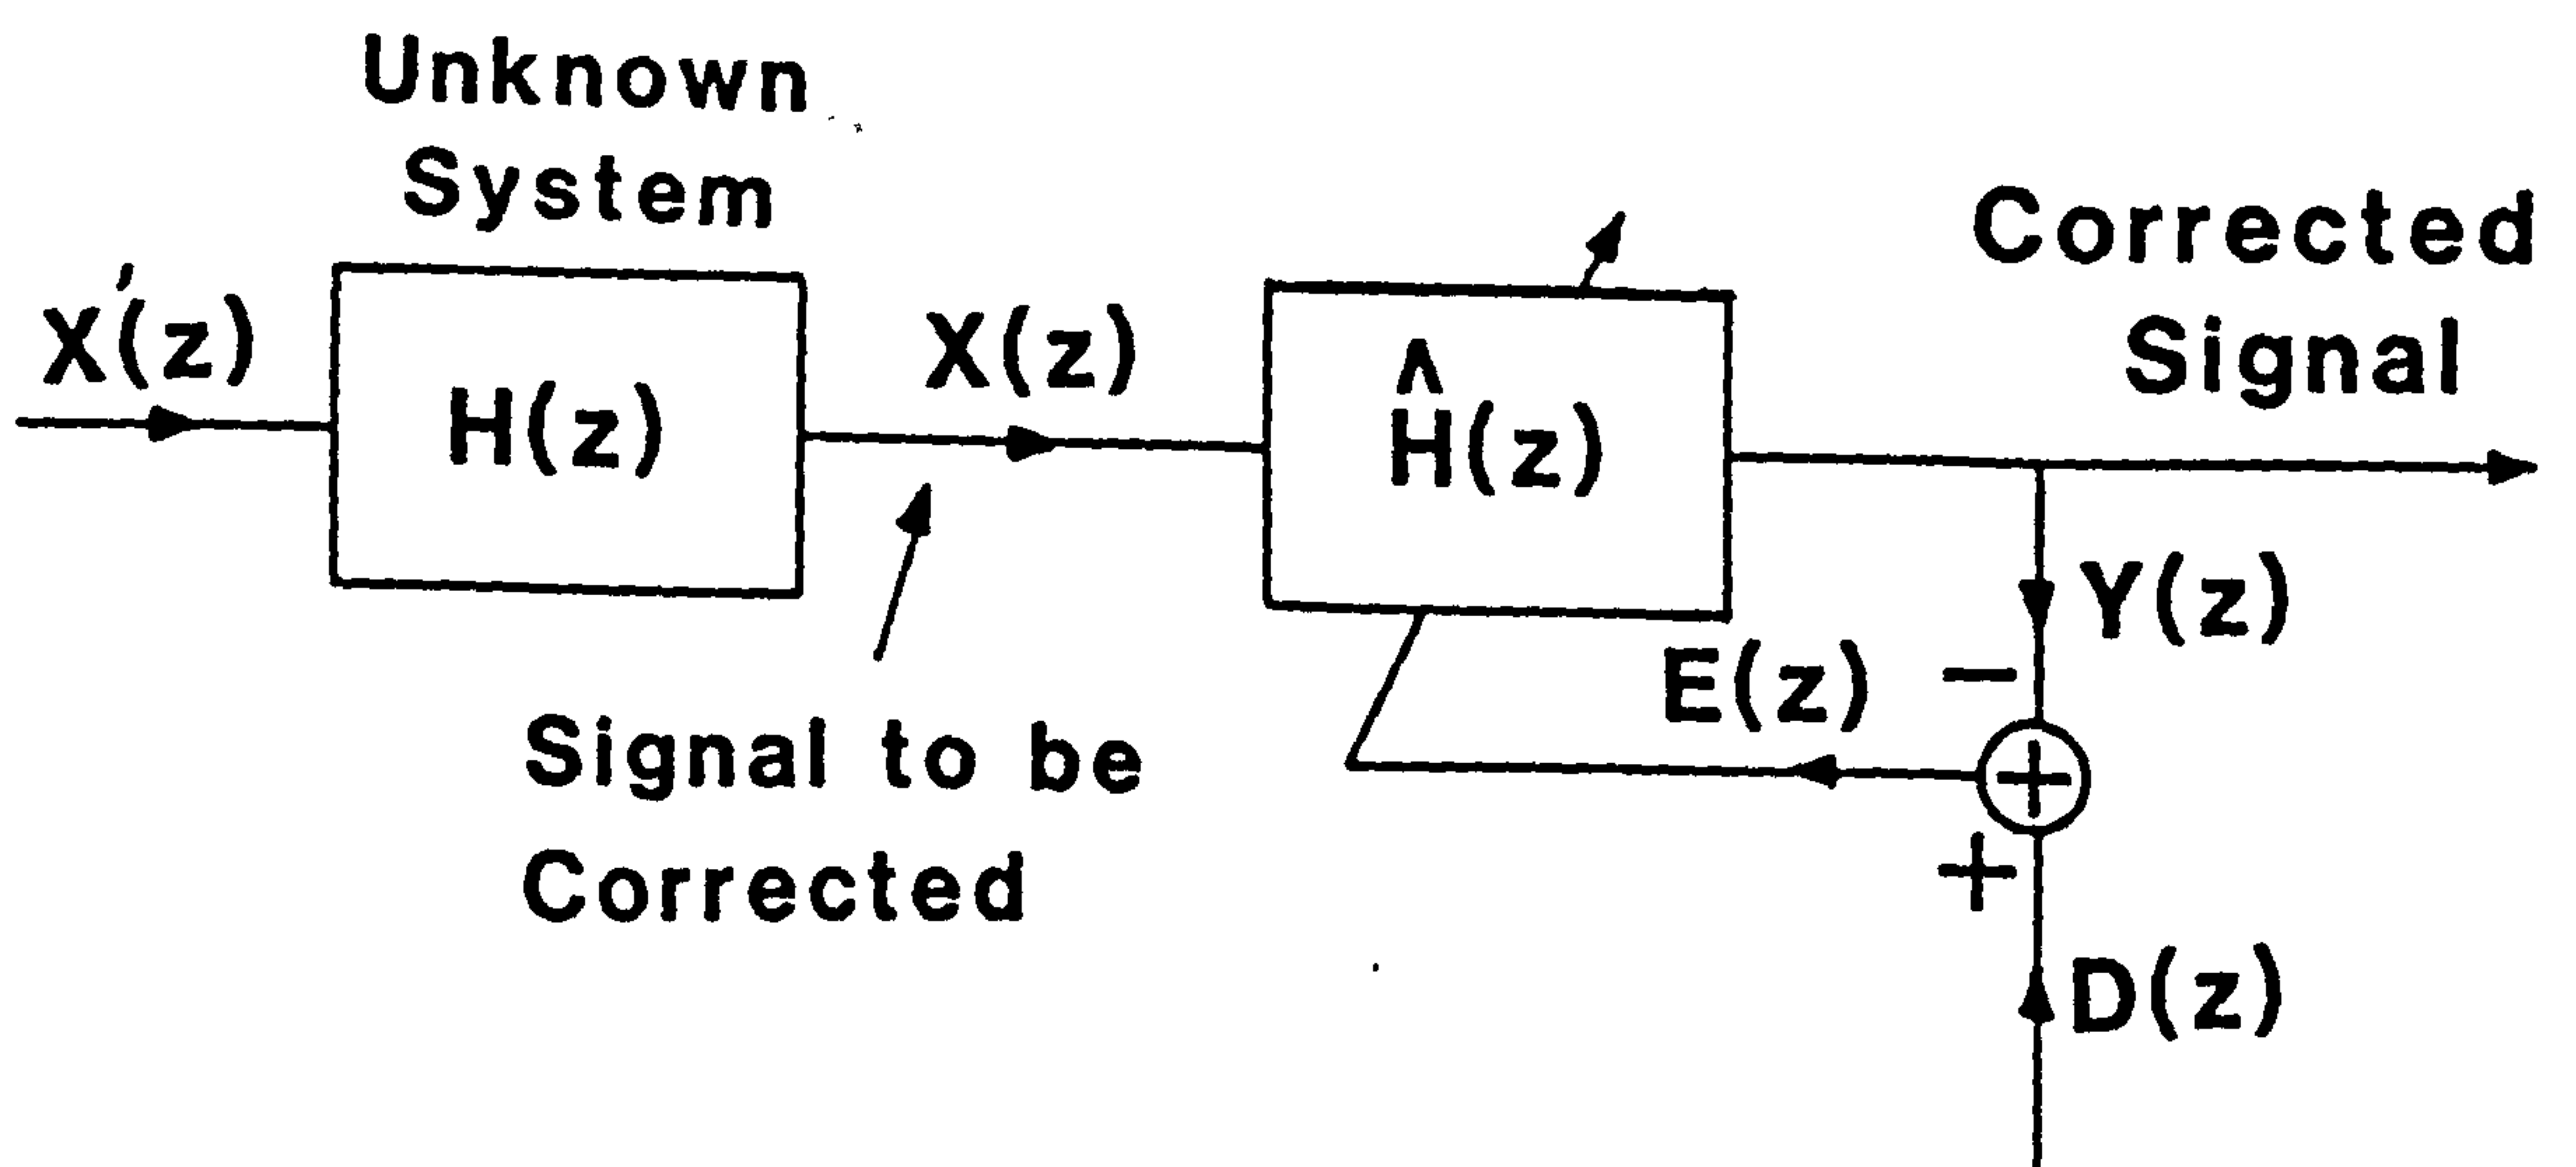 Unknown
System
X'(z)
H(z)
X(z)
Ĥ(z)
Corrected
Signal
Y(z)
E(z)
−
+
+
D(z)
Signal to be
Corrected